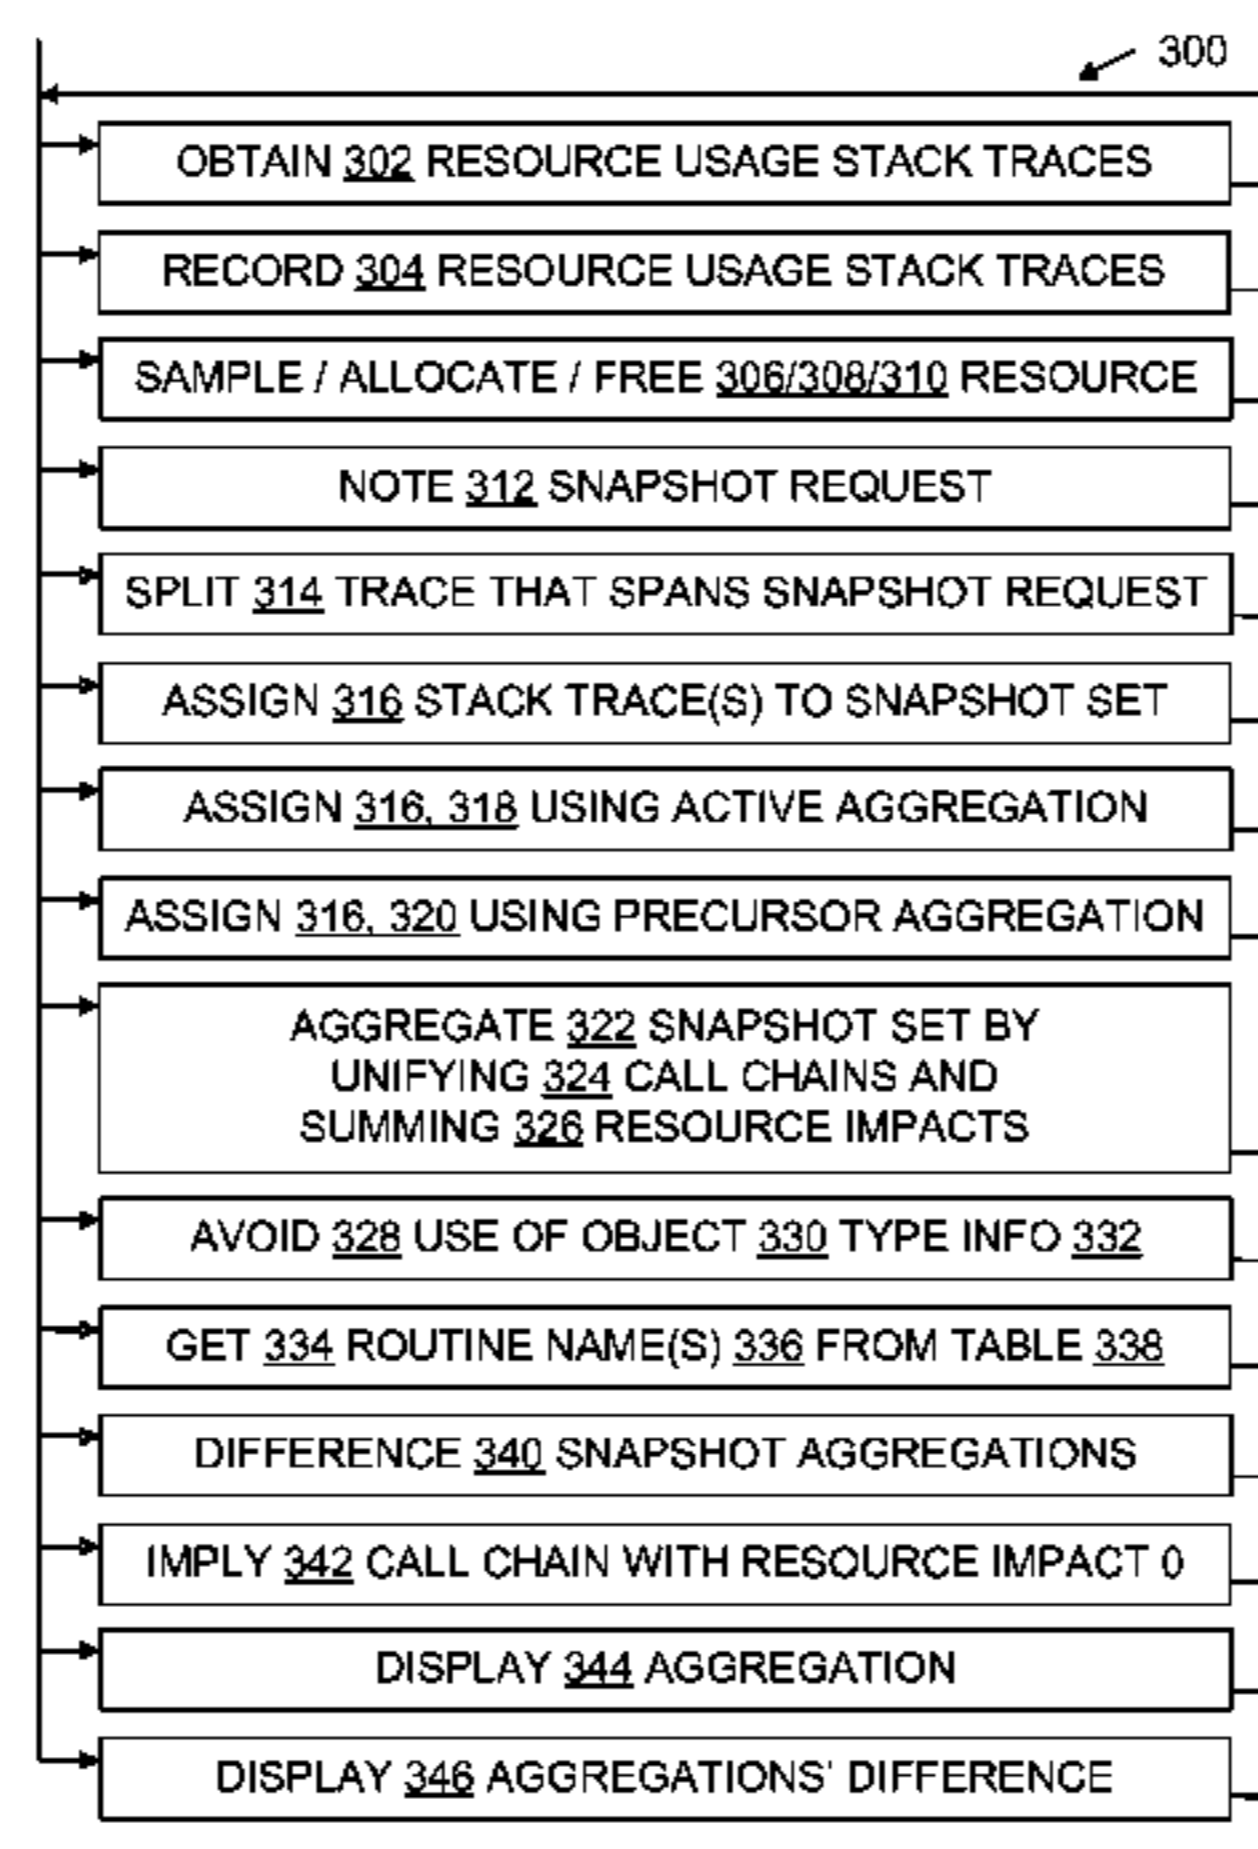 300
OBTAIN 302 RESOURCE USAGE STACK TRACES
RECORD 304 RESOURCE USAGE STACK TRACES
SAMPLE / ALLOCATE / FREE 306/308/310 RESOURCE
NOTE 312 SNAPSHOT REQUEST
SPLIT 314 TRACE THAT SPANS SNAPSHOT REQUEST
ASSIGN 316 STACK TRACE(S) TO SNAPSHOT SET
ASSIGN 316, 318 USING ACTIVE AGGREGATION
ASSIGN 316, 320 USING PRECURSOR AGGREGATION
AGGREGATE 322 SNAPSHOT SET BY
UNIFYING 324 CALL CHAINS AND
SUMMING 326 RESOURCE IMPACTS
AVOID 328 USE OF OBJECT 330 TYPE INFO 332
GET 334 ROUTINE NAME(S) 336 FROM TABLE 338
DIFFERENCE 340 SNAPSHOT AGGREGATIONS
IMPLY 342 CALL CHAIN WITH RESOURCE IMPACT 0
DISPLAY 344 AGGREGATION
DISPLAY 346 AGGREGATIONS' DIFFERENCE